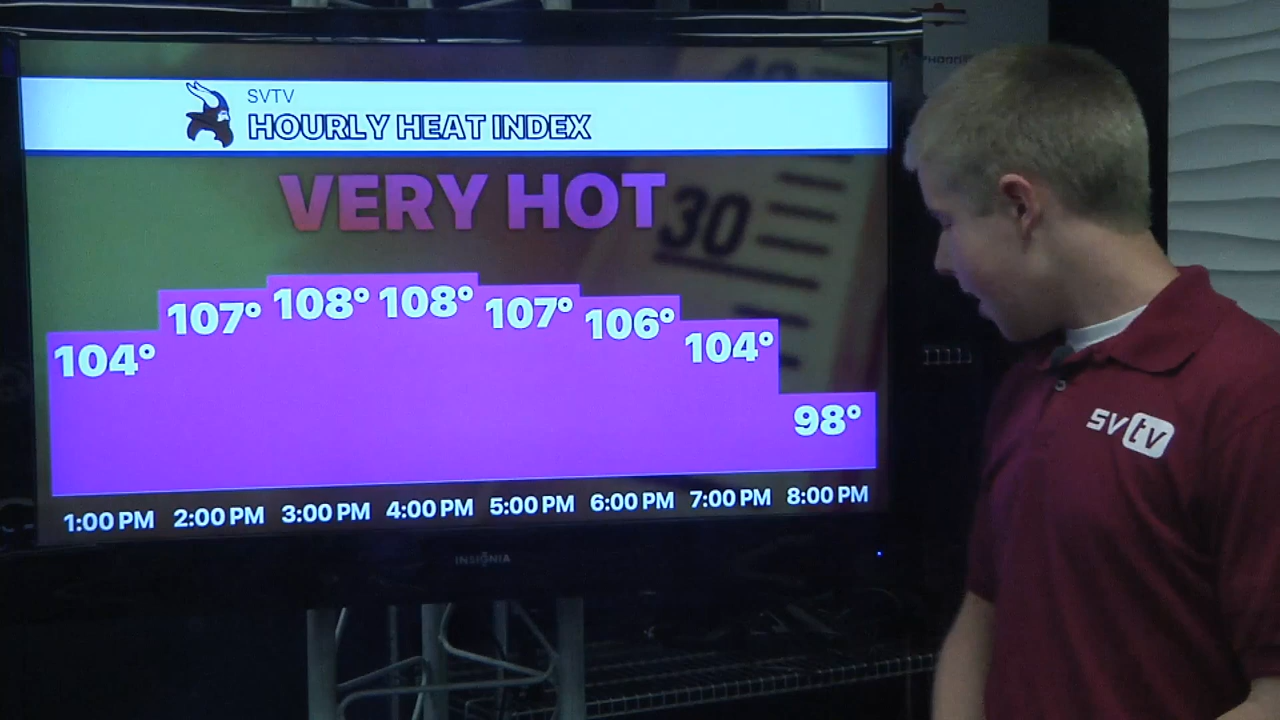 SVTV
HOURLY HEAT INDEX
VERY HOT
30
104° 107° 108° 108° 107° 106° 104° 98°
1:00 PM 2:00 PM 3:00 PM 4:00 PM 5:00 PM 6:00 PM 7:00 PM 8:00 PM
INSIGNIA
SVtv